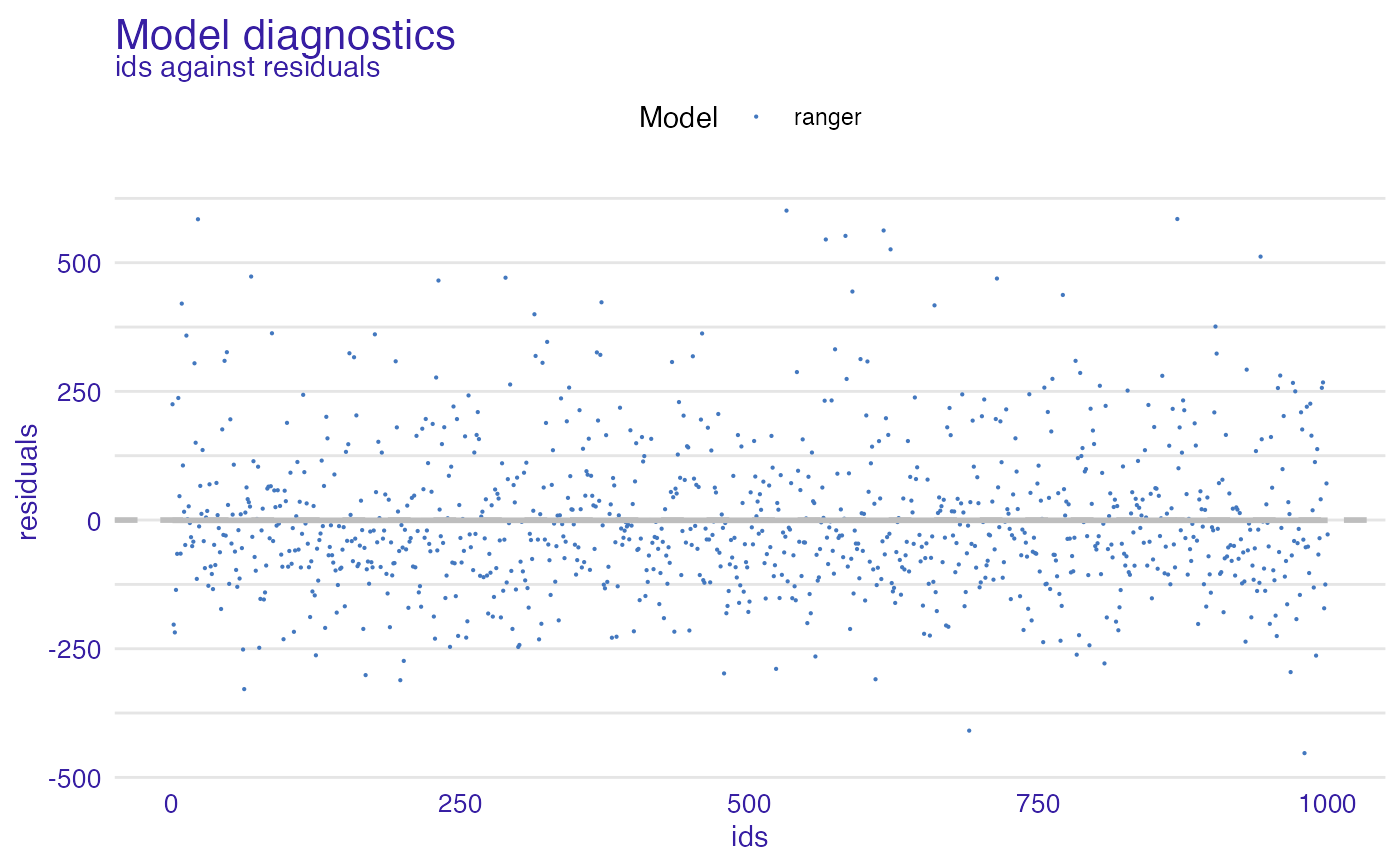 Model diagnostics
ids against residuals
Model ranger
500
250
0
-250
-500
residuals
0 250 500 750 1000
ids